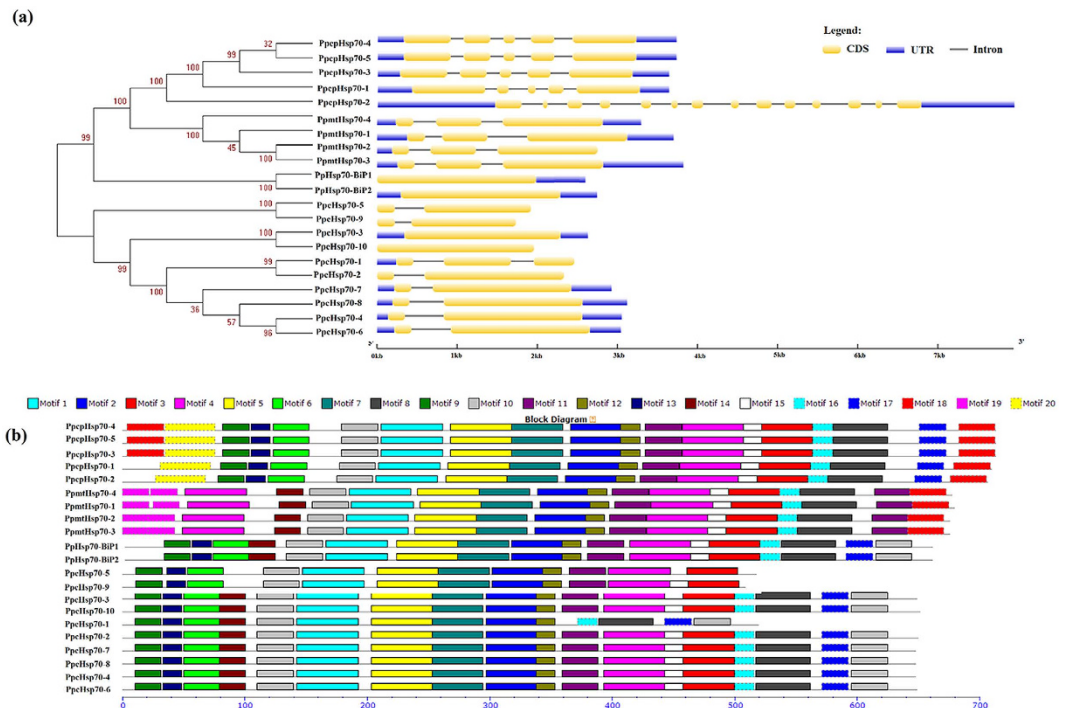 (a)
Legend:
CDS UTR Intron
32 PpcpHsp70-4
99 PpcpHsp70-5
100 PpcpHsp70-3
100 PpcpHsp70-1
100 PpcpHsp70-2
PpmtHsp70-4
100 PpmtHsp70-1
99 45 PpmtHsp70-2
100 PpmtHsp70-3
PpHsp70-BiP1
100 PpHsp70-BiP2
100 PpcHsp70-5
PpcHsp70-9
100 PpcHsp70-3
PpcHsp70-10
99 99 PpcHsp70-1
PpcHsp70-2
100 PpcHsp70-7
36 PpcHsp70-8
57 PpcHsp70-4
96 PpcHsp70-6
5' 3'
0kb 1kb 2kb 3kb 4kb 5kb 6kb 7kb
Motif 1 Motif 2 Motif 3 Motif 4 Motif 5 Motif 6 Motif 7 Motif 8 Motif 9 Motif 10 Motif 11 Motif 12 Motif 13 Motif 14 Motif 15 Motif 16 Motif 17 Motif 18 Motif 19 Motif 20
Block Diagram
(b)
PpcpHsp70-4
PpcpHsp70-5
PpcpHsp70-3
PpcpHsp70-1
PpcpHsp70-2
PpmtHsp70-4
PpmtHsp70-1
PpmtHsp70-2
PpmtHsp70-3
PpHsp70-BiP1
PpHsp70-BiP2
PpcHsp70-5
PpcHsp70-9
PpcHsp70-3
PpcHsp70-10
PpcHsp70-1
PpcHsp70-2
PpcHsp70-7
PpcHsp70-8
PpcHsp70-4
PpcHsp70-6
0 100 200 300 400 500 600 700